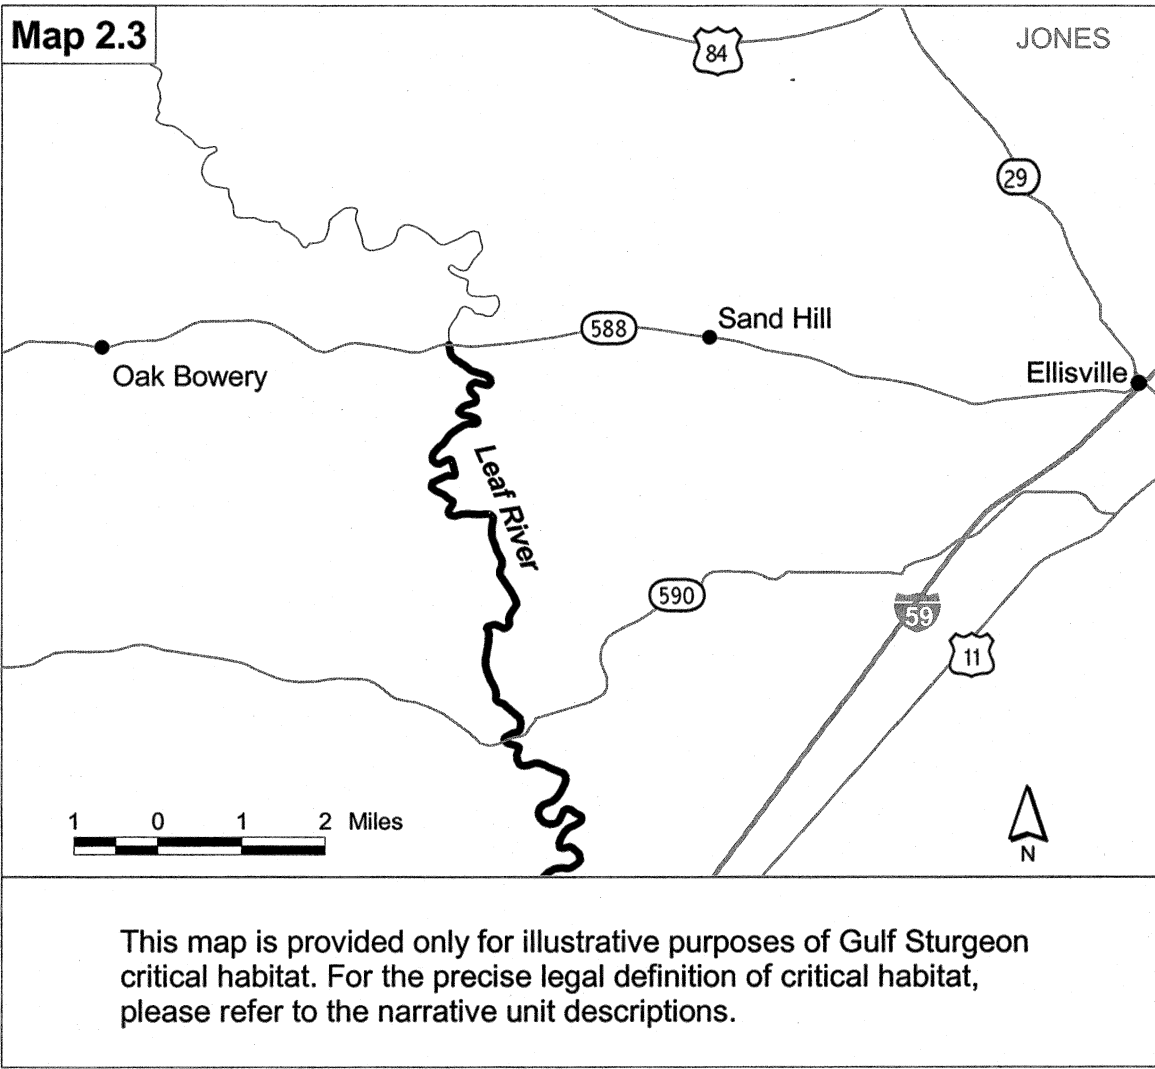 Map 2.3
84
JONES
29
588
Sand Hill
Oak Bowery
Ellisville
Leaf River
590
59
11
1 0 1 2 Miles
N
This map is provided only for illustrative purposes of Gulf Sturgeon
critical habitat. For the precise legal definition of critical habitat,
please refer to the narrative unit descriptions.